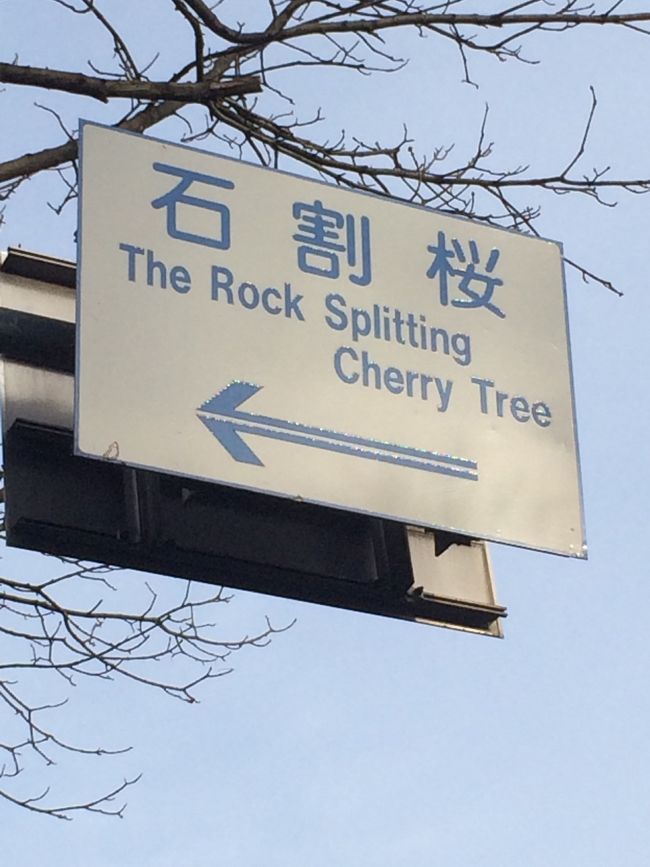 石割桜
The Rock Splitting
Cherry Tree